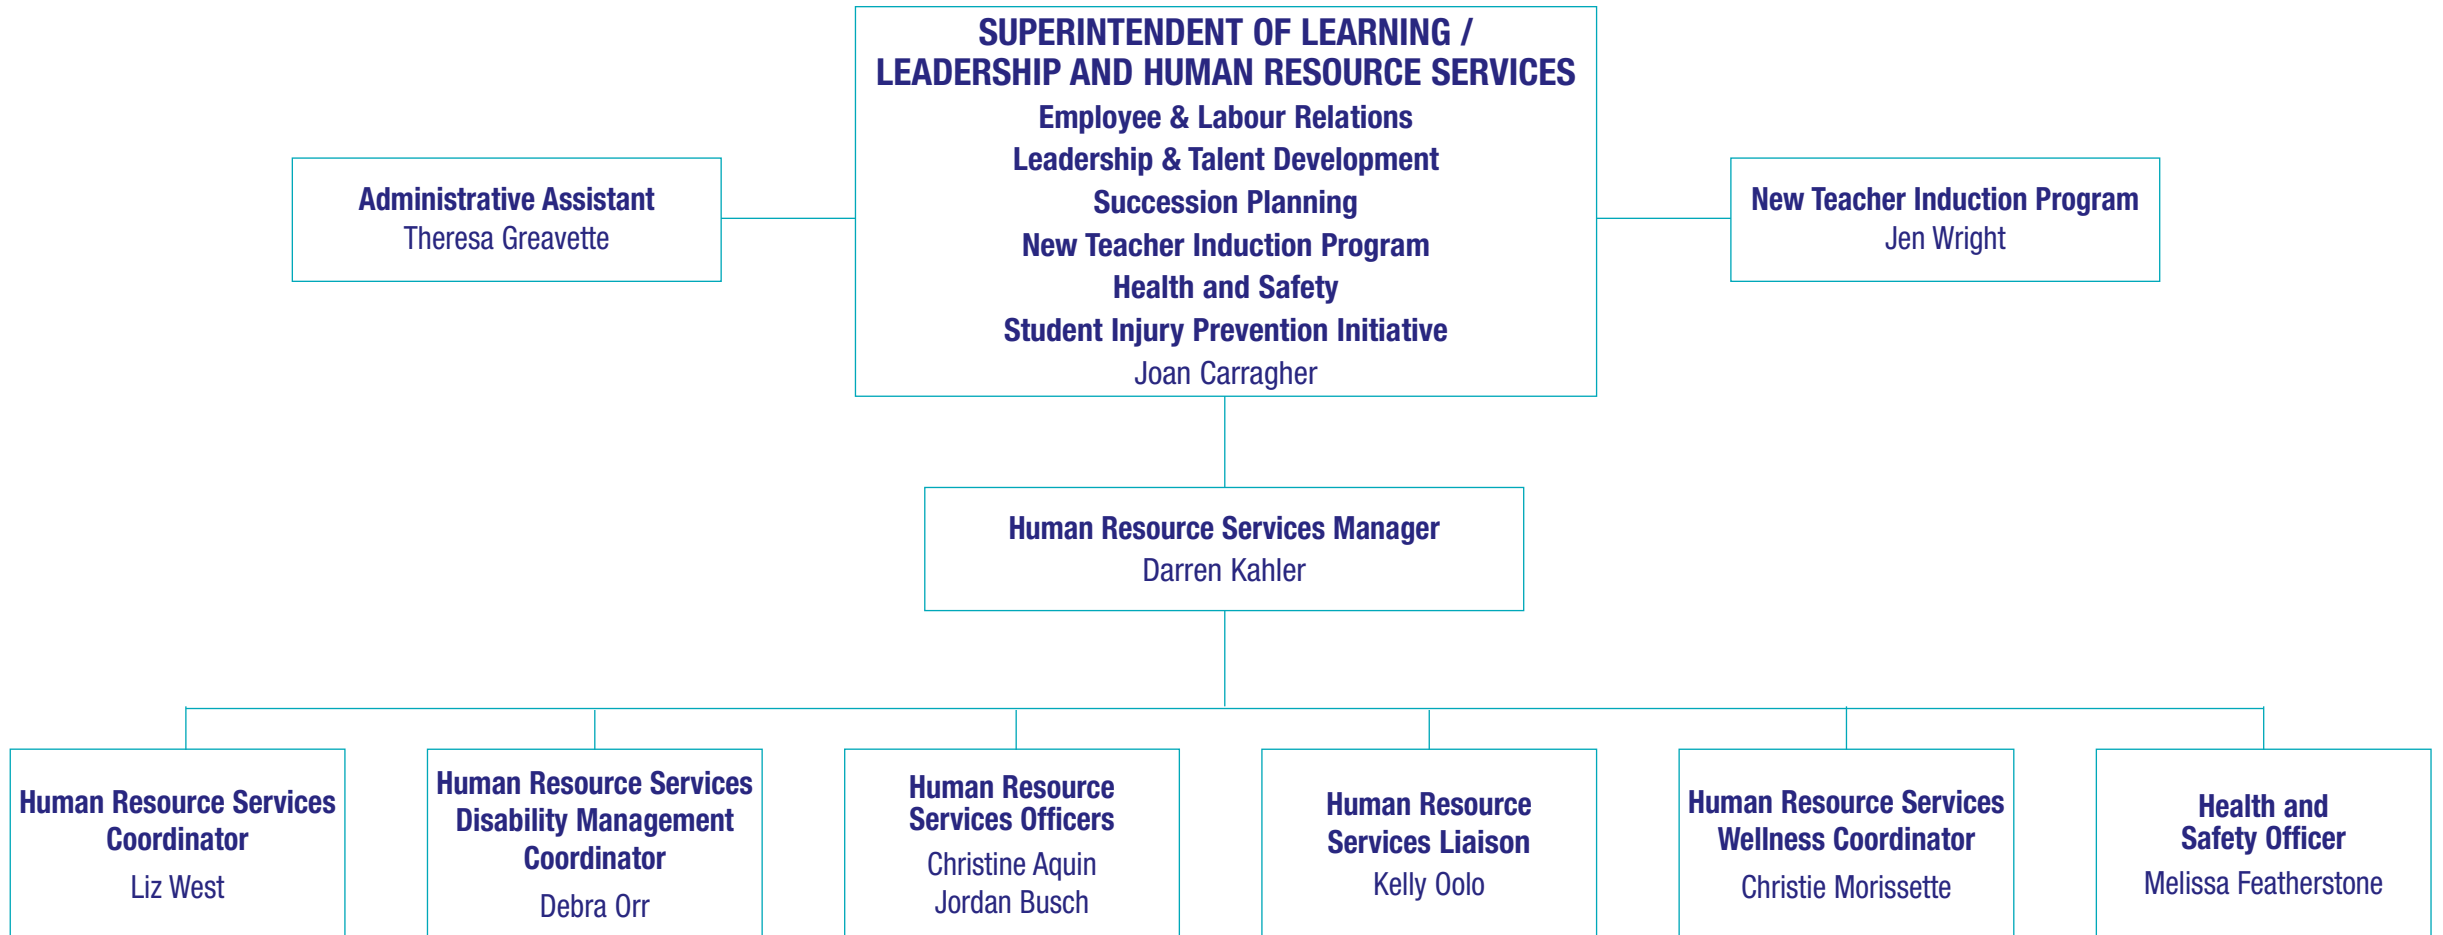 SUPERINTENDENT OF LEARNING /
LEADERSHIP AND HUMAN RESOURCE SERVICES
Employee & Labour Relations
Leadership & Talent Development
Succession Planning
New Teacher Induction Program
Health and Safety
Student Injury Prevention Initiative
Joan Carragher
Administrative Assistant
Theresa Greavette
New Teacher Induction Program
Jen Wright
Human Resource Services Manager
Darren Kahler
Human Resource Services
Coordinator
Liz West
Human Resource Services
Disability Management
Coordinator
Debra Orr
Human Resource
Services Officers
Christine Aquin
Jordan Busch
Human Resource
Services Liaison
Kelly Oolo
Human Resource Services
Wellness Coordinator
Christie Morissette
Health and
Safety Officer
Melissa Featherstone